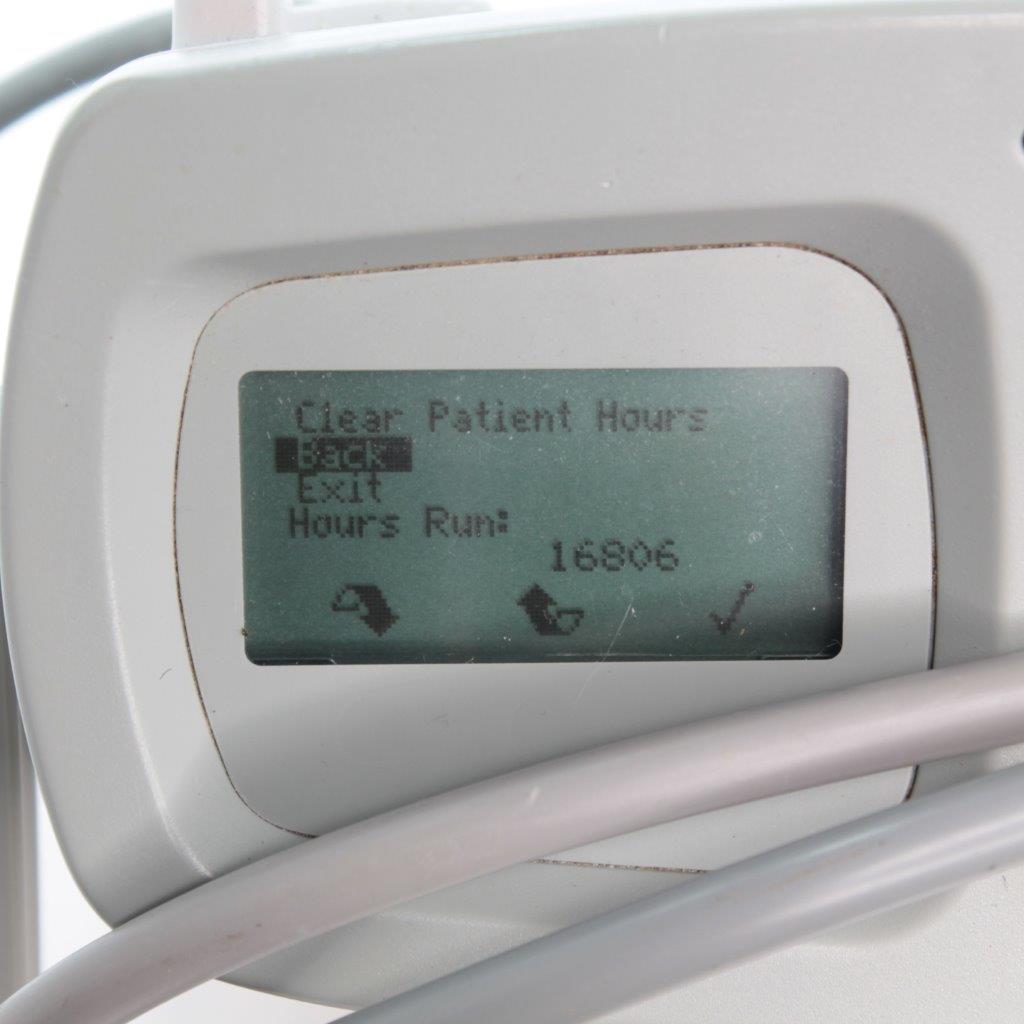 Clear Patient Hours
Back
Exit
Hours Run:
16806